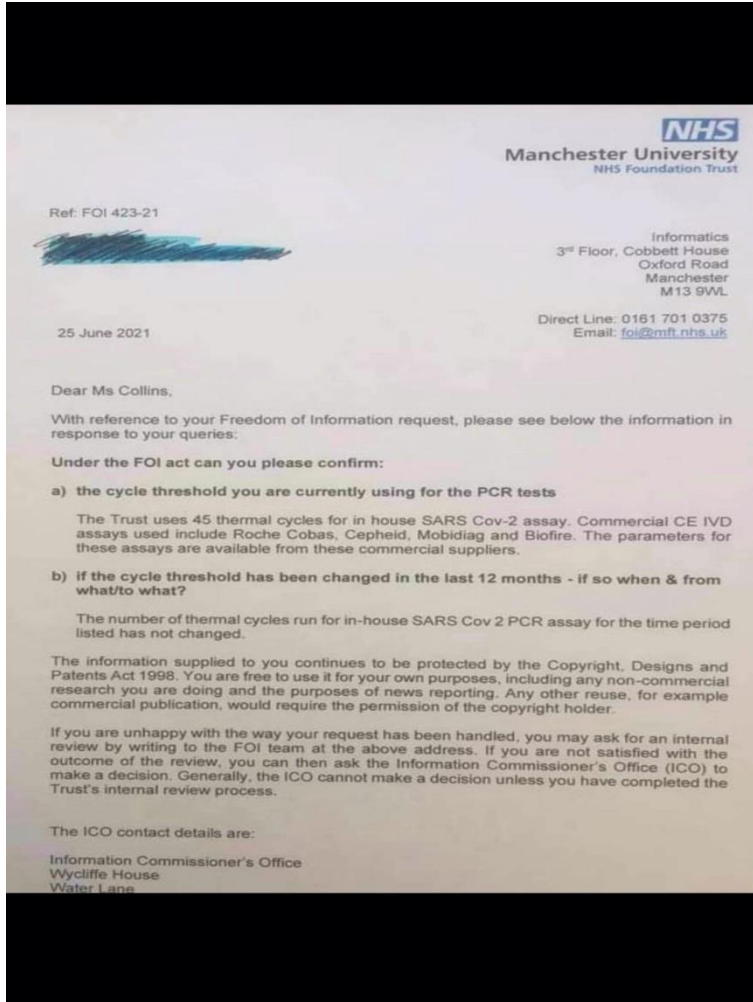 NHS
Manchester University
NHS Foundation Trust
Ref: FOI 423-21
Informatics
3rd Floor, Cobbett House
Oxford Road
Manchester
M13 9WL
Direct Line: 0161 701 0375
Email: foi@mft.nhs.uk
25 June 2021
Dear Ms Collins,
With reference to your Freedom of Information request, please see below the information in
response to your queries:
Under the FOI act can you please confirm:
a) the cycle threshold you are currently using for the PCR tests
The Trust uses 45 thermal cycles for in house SARS Cov-2 assay. Commercial CE IVD
assays used include Roche Cobas, Cepheid, Mobidiag and Biofire. The parameters for
these assays are available from these commercial suppliers.
b) if the cycle threshold has been changed in the last 12 months - if so when & from
what/to what?
The number of thermal cycles run for in-house SARS Cov 2 PCR assay for the time period
listed has not changed.
The information supplied to you continues to be protected by the Copyright, Designs and
Patents Act 1998. You are free to use it for your own purposes, including any non-commercial
research you are doing and the purposes of news reporting. Any other reuse, for example
commercial publication, would require the permission of the copyright holder.
If you are unhappy with the way your request has been handled, you may ask for an internal
review by writing to the FOI team at the above address. If you are not satisfied with the
outcome of the review, you can then ask the Information Commissioner's Office (ICO) to
make a decision. Generally, the ICO cannot make a decision unless you have completed the
Trust's internal review process.
The ICO contact details are:
Information Commissioner's Office
Wycliffe House
Water Lane